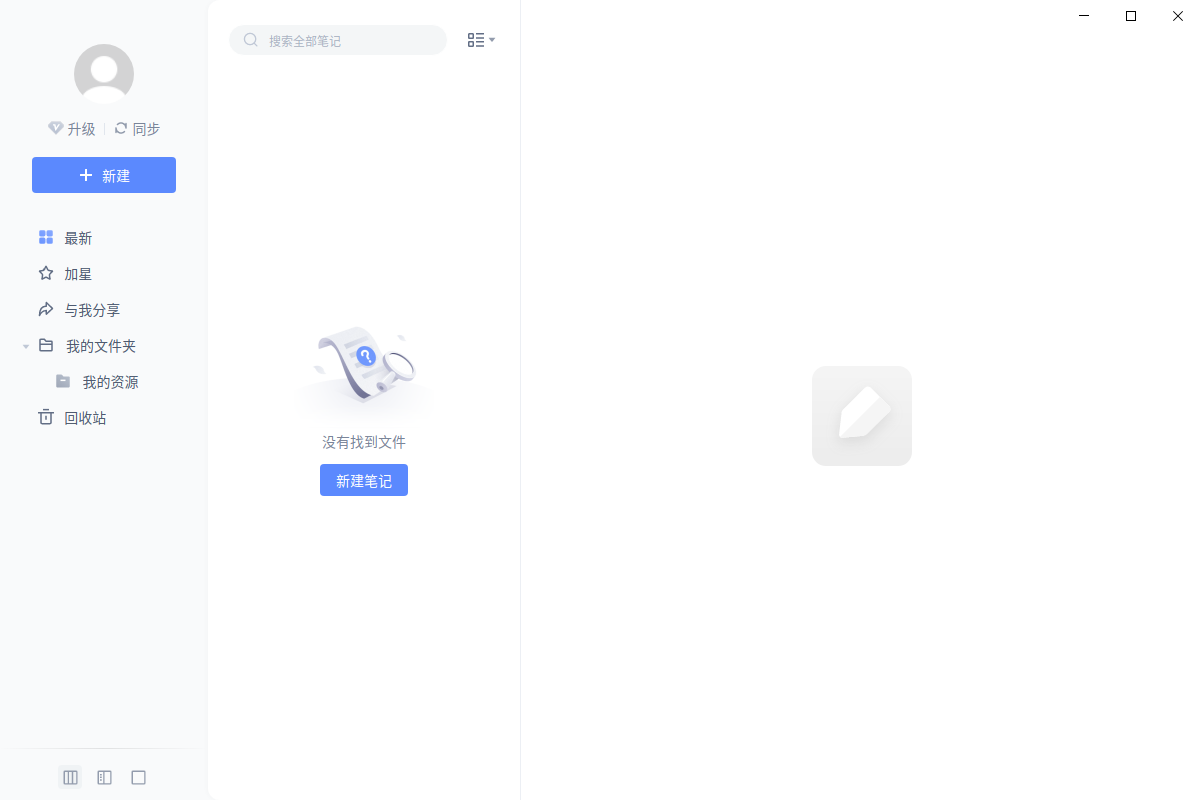 升级
同步
新建
最新
加星
与我分享
我的文件夹
我的资源
回收站
搜索全部笔记
没有找到文件
新建笔记